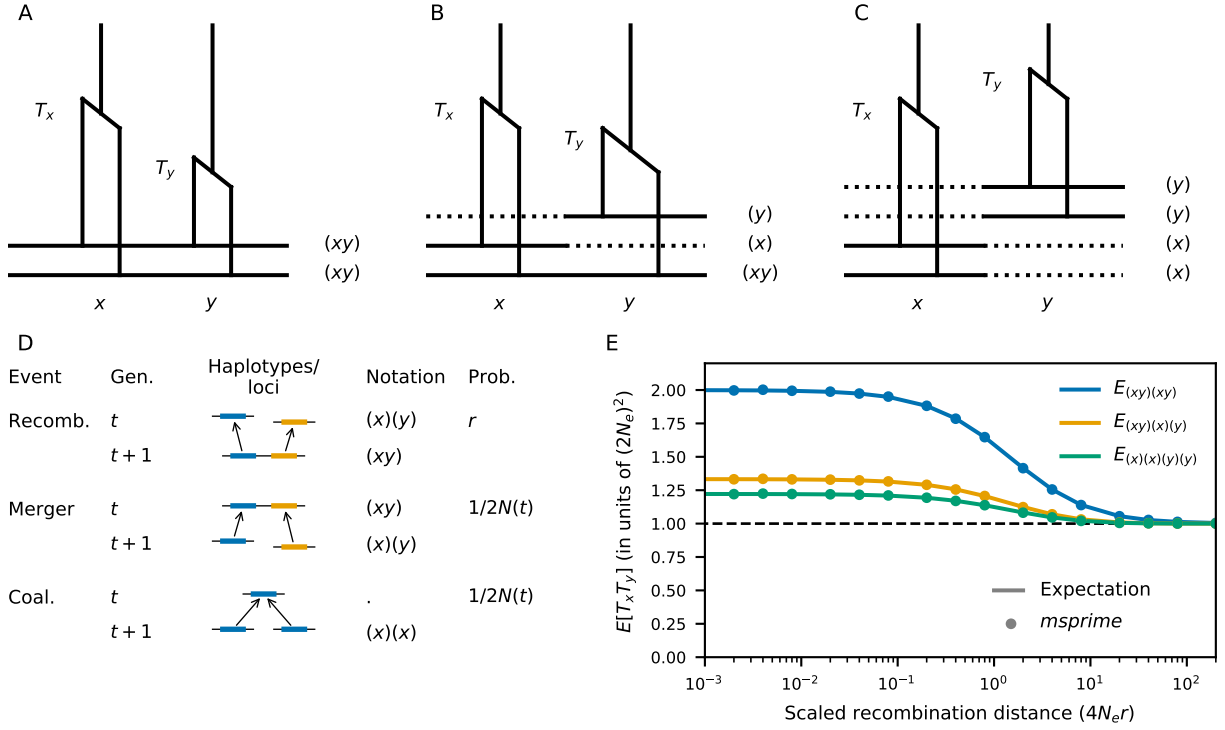 A
B
C
T_x
T_y
(xy)
(xy)
x
y
T_x
T_y
(y)
(x)
(xy)
x
y
T_x
T_y
(y)
(y)
(x)
(x)
x
y
D
Event Gen. Haplotypes/ loci Notation Prob.
Recomb. t (x)(y) r
t + 1 (xy)
Merger t (xy) 1/2N(t)
t + 1 (x)(y)
Coal. t . 1/2N(t)
t + 1 (x)(x)
E
E[T_xT_y] (in units of (2N_e)^2)
2.00
1.75
1.50
1.25
1.00
0.75
0.50
0.25
0.00
E_{(xy)(xy)}
E_{(xy)(x)(y)}
E_{(x)(x)(y)(y)}
Expectation
msprime
10^{-3} 10^{-2} 10^{-1} 10^0 10^1 10^2
Scaled recombination distance (4N_er)